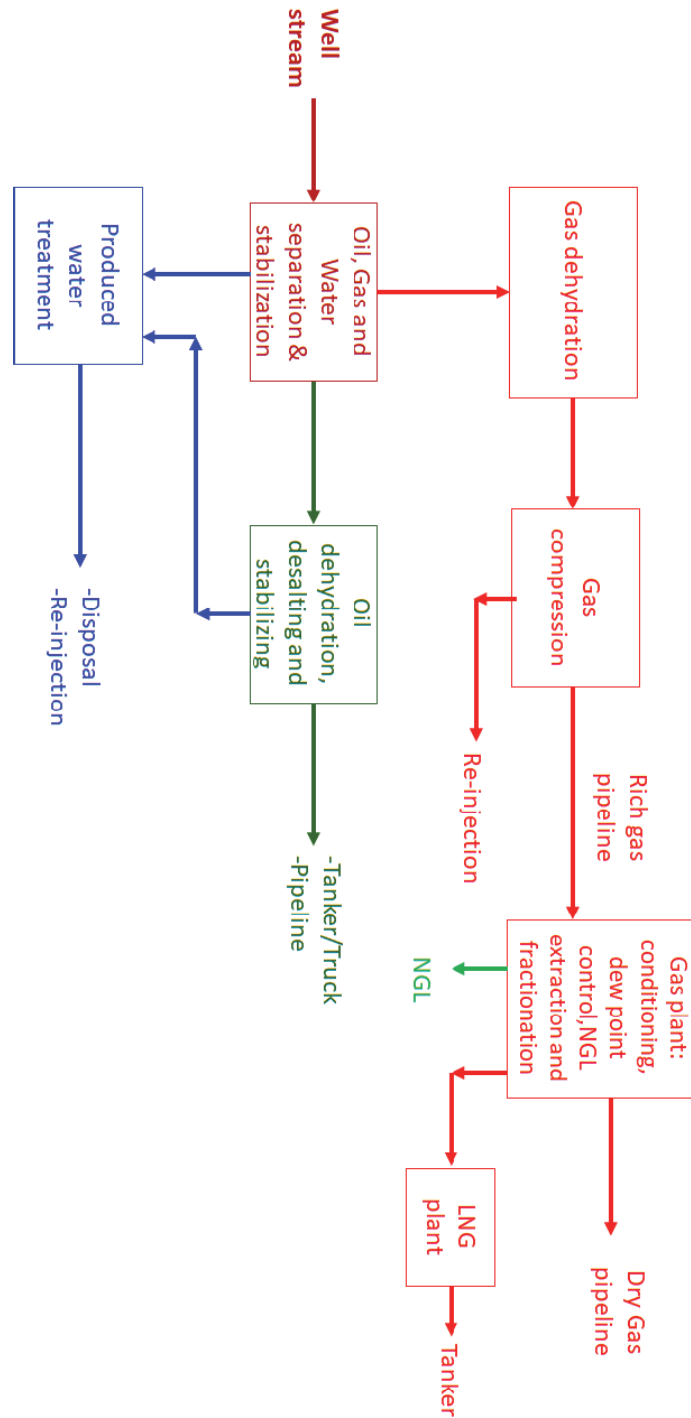 Well
stream
Oil, Gas and
Water
separation &
stabilization
Gas dehydration
Produced
water
treatment
-Disposal
-Re-injection
Oil
dehydration,
desalting and
stabilizing
-Tanker/Truck
-Pipeline
Gas
compression
Re-injection
Rich gas
pipeline
Gas plant:
conditioning,
dew point
control,NGL
extraction and
fractionation
NGL
LNG
plant
Tanker
Dry Gas
pipeline